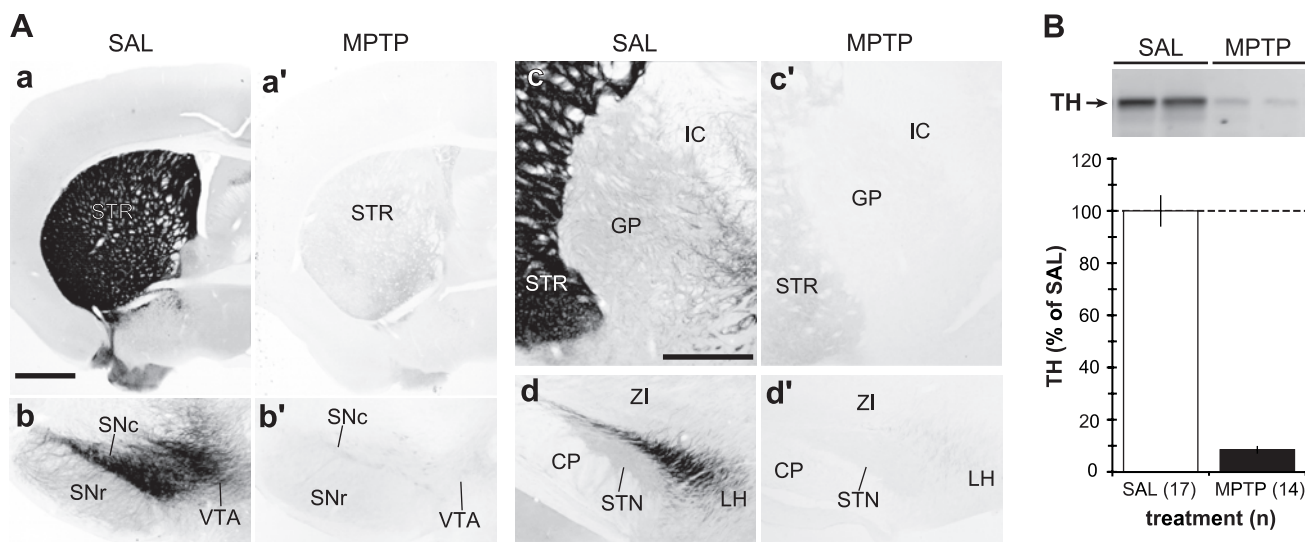 A
SAL
MPTP
SAL
MPTP
a
STR
a'
STR
c
IC
GP
STR
c'
IC
GP
STR
b
SNc
SNr
VTA
b'
SNc
SNr
VTA
d
ZI
CP
STN
LH
d'
ZI
CP
STN
LH
B
SAL
MPTP
TH
120
100
80
60
40
20
0
TH (% of SAL)
SAL (17)
MPTP (14)
treatment (n)